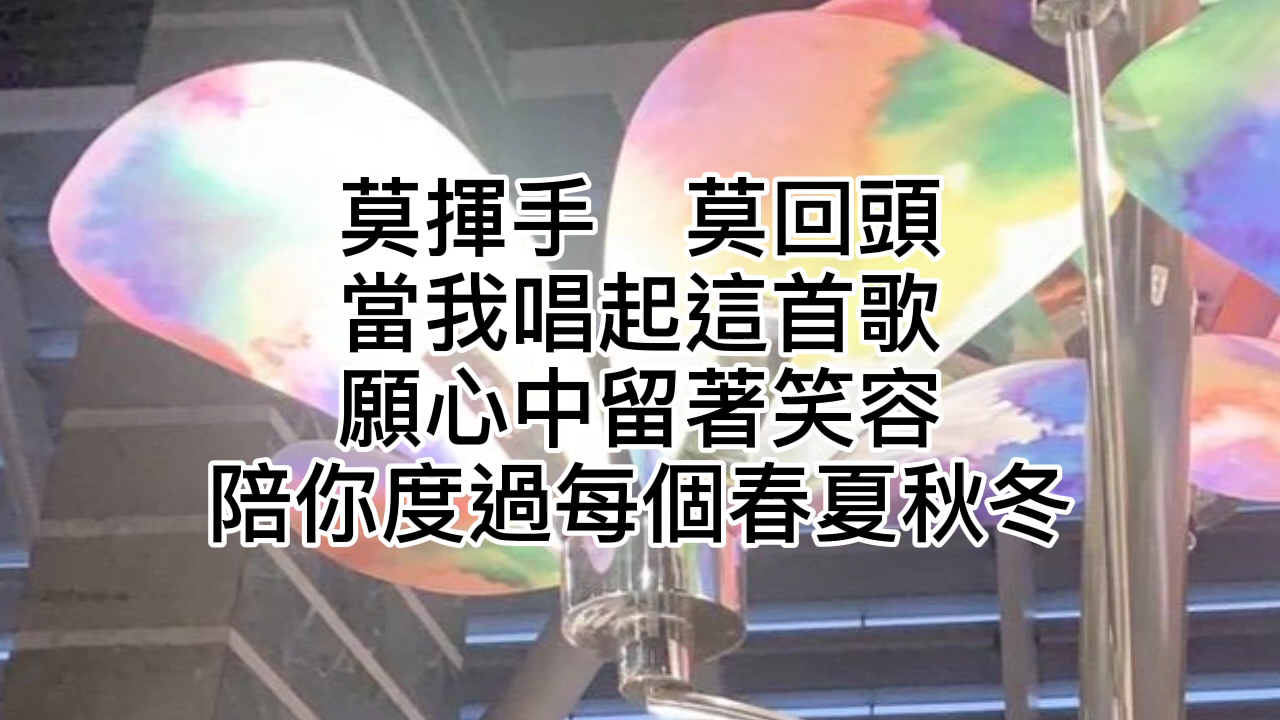 莫揮手　莫回頭
當我唱起這首歌
願心中留著笑容
陪你度過每個春夏秋冬